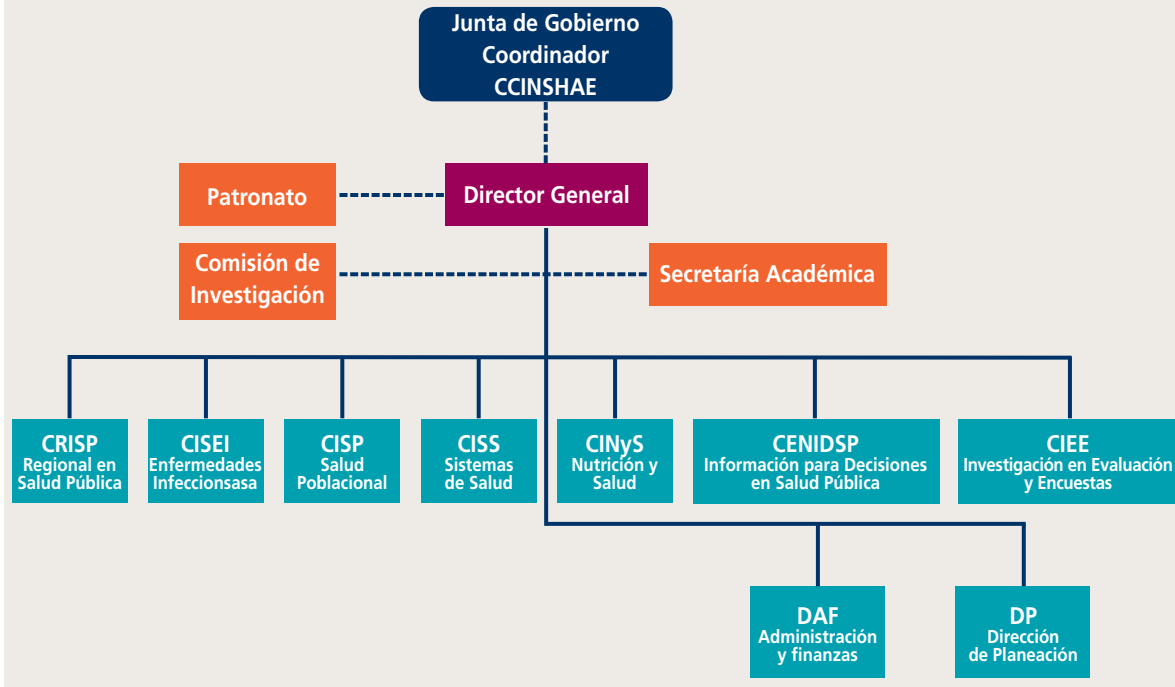 Junta de Gobierno
Coordinador
CCINSHAE
Patronato
Director General
Comisión de
Investigación
Secretaría Académica
CRISP
Regional en
Salud Pública
CISEI
Enfermedades
Infeccionsasa
CISP
Salud
Poblacional
CISS
Sistemas
de Salud
CINyS
Nutrición y
Salud
CENIDSP
Información para Decisiones
en Salud Pública
CIEE
Investigación en Evaluación
y Encuestas
DAF
Administración
y finanzas
DP
Dirección
de Planeación